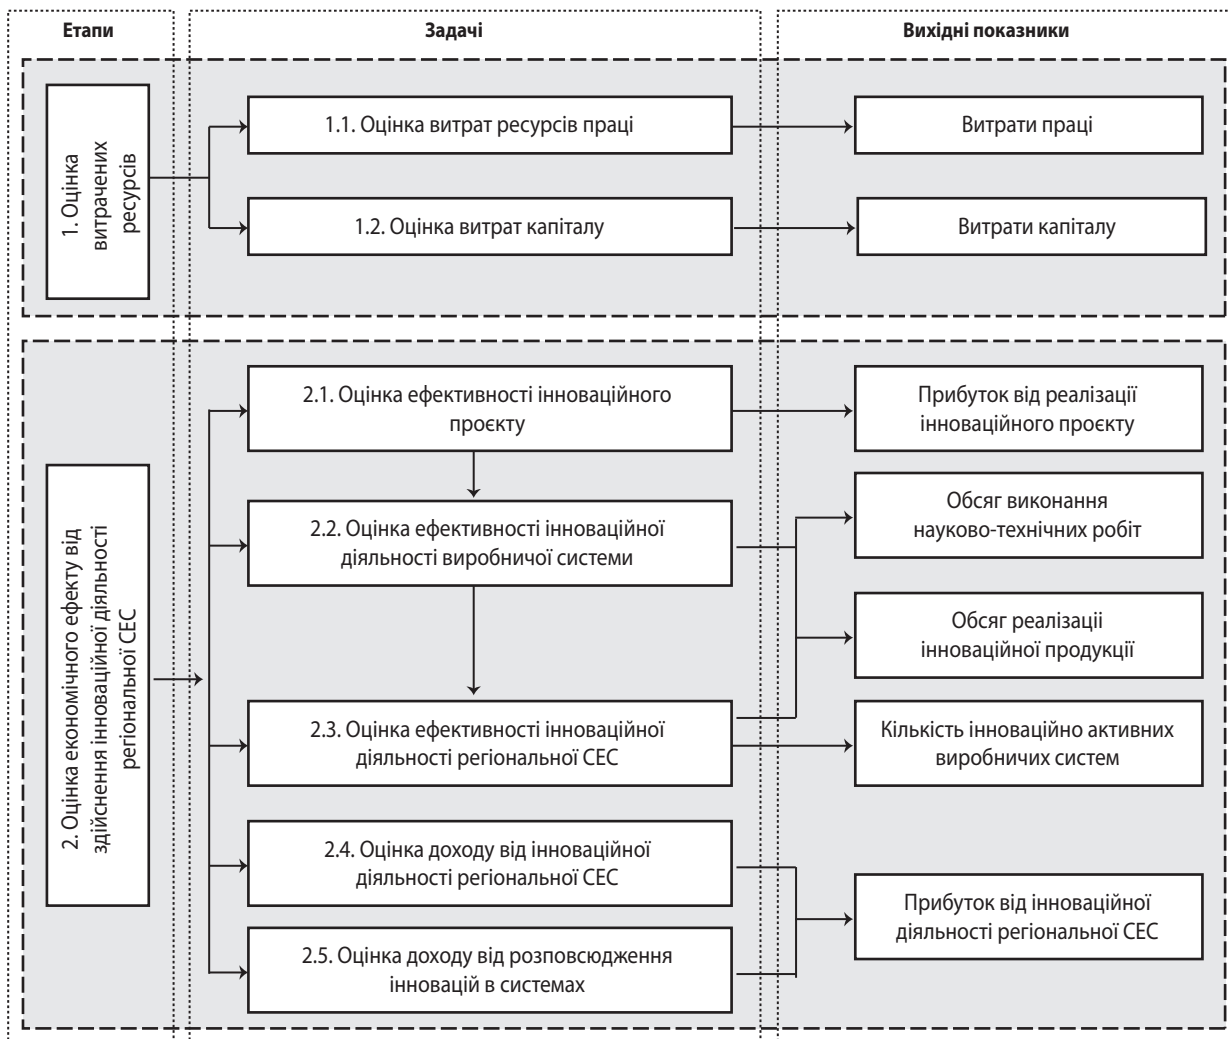 Етапи
Задачі
Вихідні показники
1. Оцінка
витрачених
ресурсів
1.1. Оцінка витрат ресурсів праці
Витрати праці
1.2. Оцінка витрат капіталу
Витрати капіталу
2. Оцінка економічного ефекту від
здійснення інноваційної діяльності
регіональної СЕС
2.1. Оцінка ефективності інноваційного
проєкту
Прибуток від реалізації
інноваційного проєкту
2.2. Оцінка ефективності інноваційної
діяльності виробничої системи
Обсяг виконання
науково-технічних робіт
Обсяг реалізаціі
інноваційної продукції
2.3. Оцінка ефективності інноваційної
діяльності регіональної СЕС
Кількість інноваційно активних
виробничих систем
2.4. Оцінка доходу від інноваційної
діяльності регіональної СЕС
Прибуток від інноваційної
діяльності регіональної СЕС
2.5. Оцінка доходу від розповсюдження
інновацій в системах